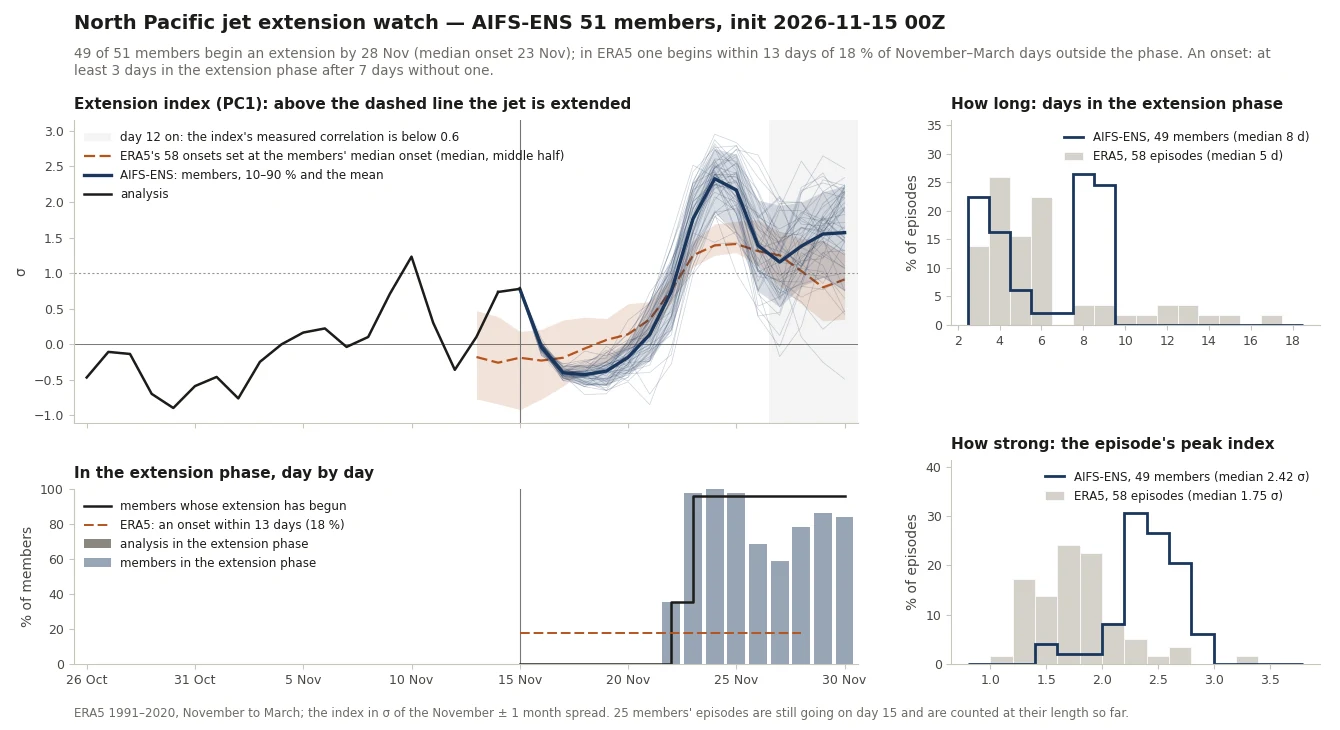 North Pacific jet extension watch — AIFS-ENS 51 members, init 2026-11-15 00Z
49 of 51 members begin an extension by 28 Nov (median onset 23 Nov); in ERA5 one begins within 13 days of 18 % of November–March days outside the phase. An onset: at
least 3 days in the extension phase after 7 days without one.
Extension index (PC1): above the dashed line the jet is extended
3.0
2.5
2.0
1.5
1.0
0.5
0.0
−0.5
−1.0
σ
day 12 on: the index's measured correlation is below 0.6
ERA5's 58 onsets set at the members' median onset (median, middle half)
AIFS-ENS: members, 10–90 % and the mean
analysis
How long: days in the extension phase
35
30
25
20
15
10
5
0
% of episodes
AIFS-ENS, 49 members (median 8 d)
ERA5, 58 episodes (median 5 d)
2 4 6 8 10 12 14 16 18
In the extension phase, day by day
100
80
60
40
20
0
% of members
members whose extension has begun
ERA5: an onset within 13 days (18 %)
analysis in the extension phase
members in the extension phase
26 Oct 31 Oct 5 Nov 10 Nov 15 Nov 20 Nov 25 Nov 30 Nov
How strong: the episode's peak index
40
30
20
10
0
% of episodes
AIFS-ENS, 49 members (median 2.42 σ)
ERA5, 58 episodes (median 1.75 σ)
1.0 1.5 2.0 2.5 3.0 3.5
ERA5 1991–2020, November to March; the index in σ of the November ± 1 month spread. 25 members' episodes are still going on day 15 and are counted at their length so far.